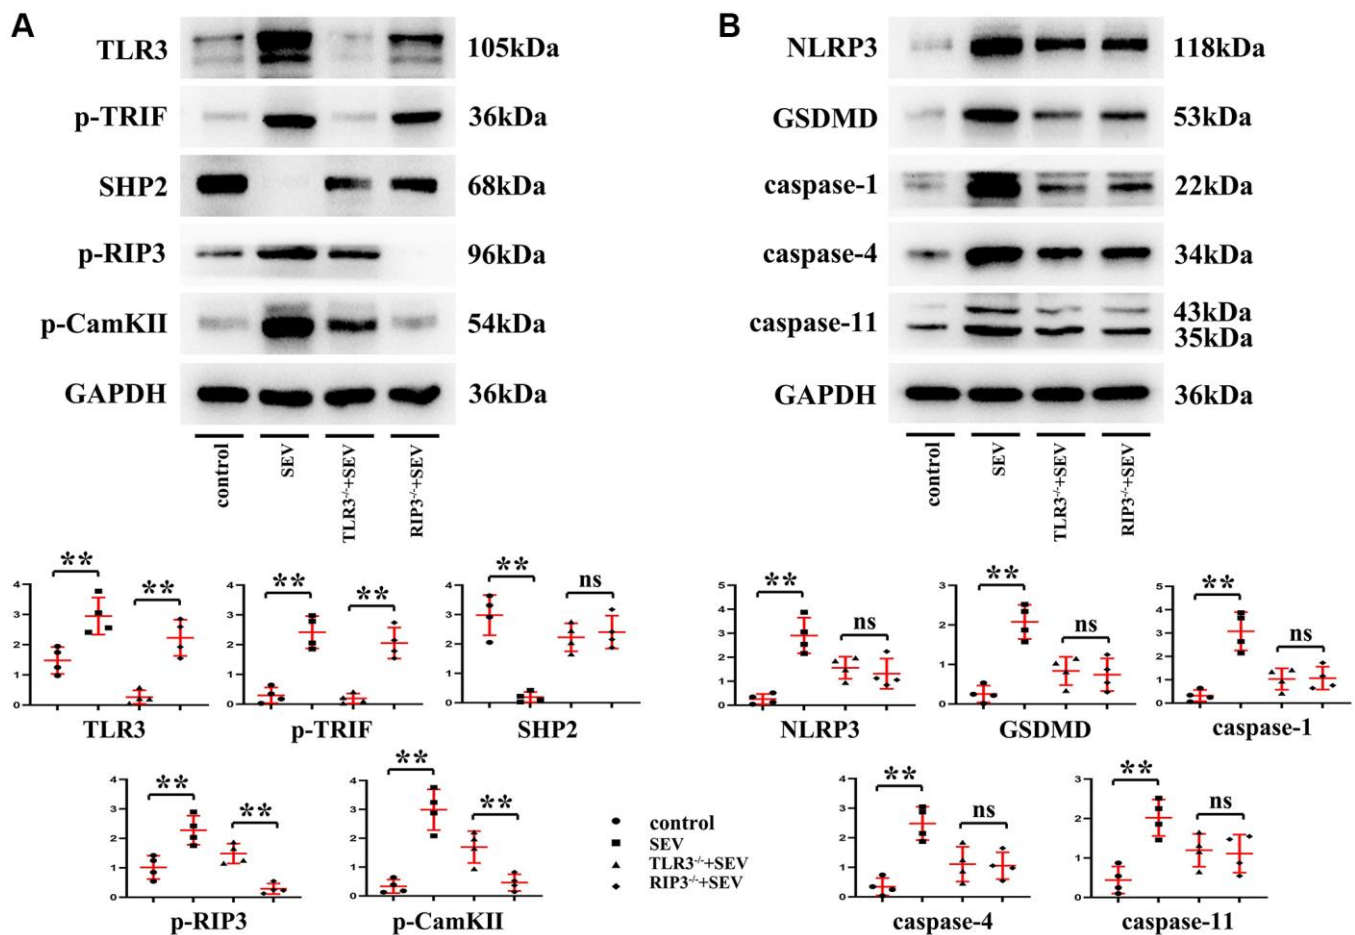 A
TLR3 105kDa
p-TRIF 36kDa
SHP2 68kDa
p-RIP3 96kDa
p-CamKII 54kDa
GAPDH 36kDa
control
SEV
TLR3-/-+SEV
RIP3-/-+SEV
B
NLRP3 118kDa
GSDMD 53kDa
caspase-1 22kDa
caspase-4 34kDa
caspase-11 43kDa
35kDa
GAPDH 36kDa
control
SEV
TLR3-/-+SEV
RIP3-/-+SEV
** **
4
3
2
1
0
TLR3
** **
4
3
2
1
0
p-TRIF
** ns
4
3
2
1
0
SHP2
** ns
5
4
3
2
1
0
NLRP3
** ns
3
2
1
0
GSDMD
** ns
5
4
3
2
1
0
caspase-1
** **
4
3
2
1
0
p-RIP3
** **
4
3
2
1
0
p-CamKII
control
SEV
TLR3-/-+SEV
RIP3-/-+SEV
** ns
4
3
2
1
0
caspase-4
** ns
3
2
1
0
caspase-11